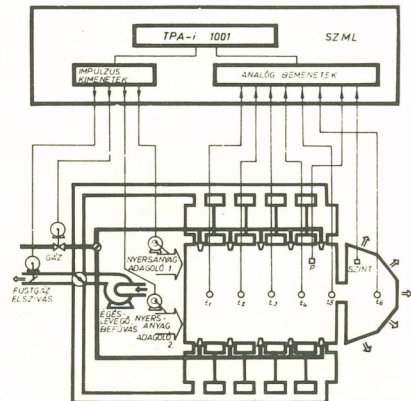 TPA-i 1001
SZML
IMPULZUS
KIMENETEK
ANALÓG BEMENETEK
GÁZ
NYERSANYAG
ADAGOLÓ 1.
P
SZINT
FÜSTGÁZ
ELSZÍVÁS
ÉGÉS-
LEVEGŐ
BEFÚVÁS
NYERS-
ANYAG
ADAGOLÓ
2.
t1 t2 t3 t4 t5 t6